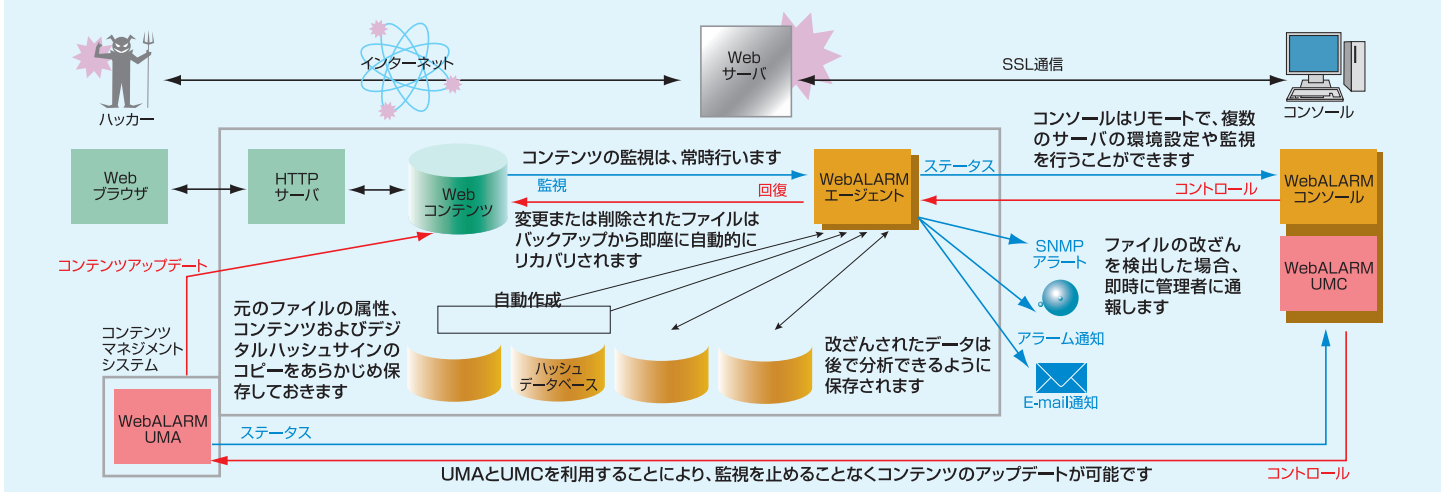 インターネット
Web
サーバ
SSL通信
ハッカー
コンソール
コンソールはリモートで、複数
のサーバの環境設定や監視
を行うことができます
Web
ブラウザ
HTTP
サーバ
Web
コンテンツ
コンテンツの監視は、常時行います
監視
回復
WebALARM
エージェント
ステータス
コントロール
WebALARM
コンソール
変更または削除されたファイルは
バックアップから即座に自動的に
リカバリされます
SNMP
アラート
ファイルの改ざん
を検出した場合、
即時に管理者に通
報します
WebALARM
UMC
コンテンツアップデート
自動作成
元のファイルの属性、
コンテンツおよびデジ
タルハッシュサインの
コピーをあらかじめ保
存しておきます
アラーム通知
コンテンツ
マネジメント
システム
ハッシュ
データベース
改ざんされたデータは
後で分析できるように
保存されます
E-mail通知
WebALARM
UMA
ステータス
UMAとUMCを利用することにより、監視を止めることなくコンテンツのアップデートが可能です
コントロール